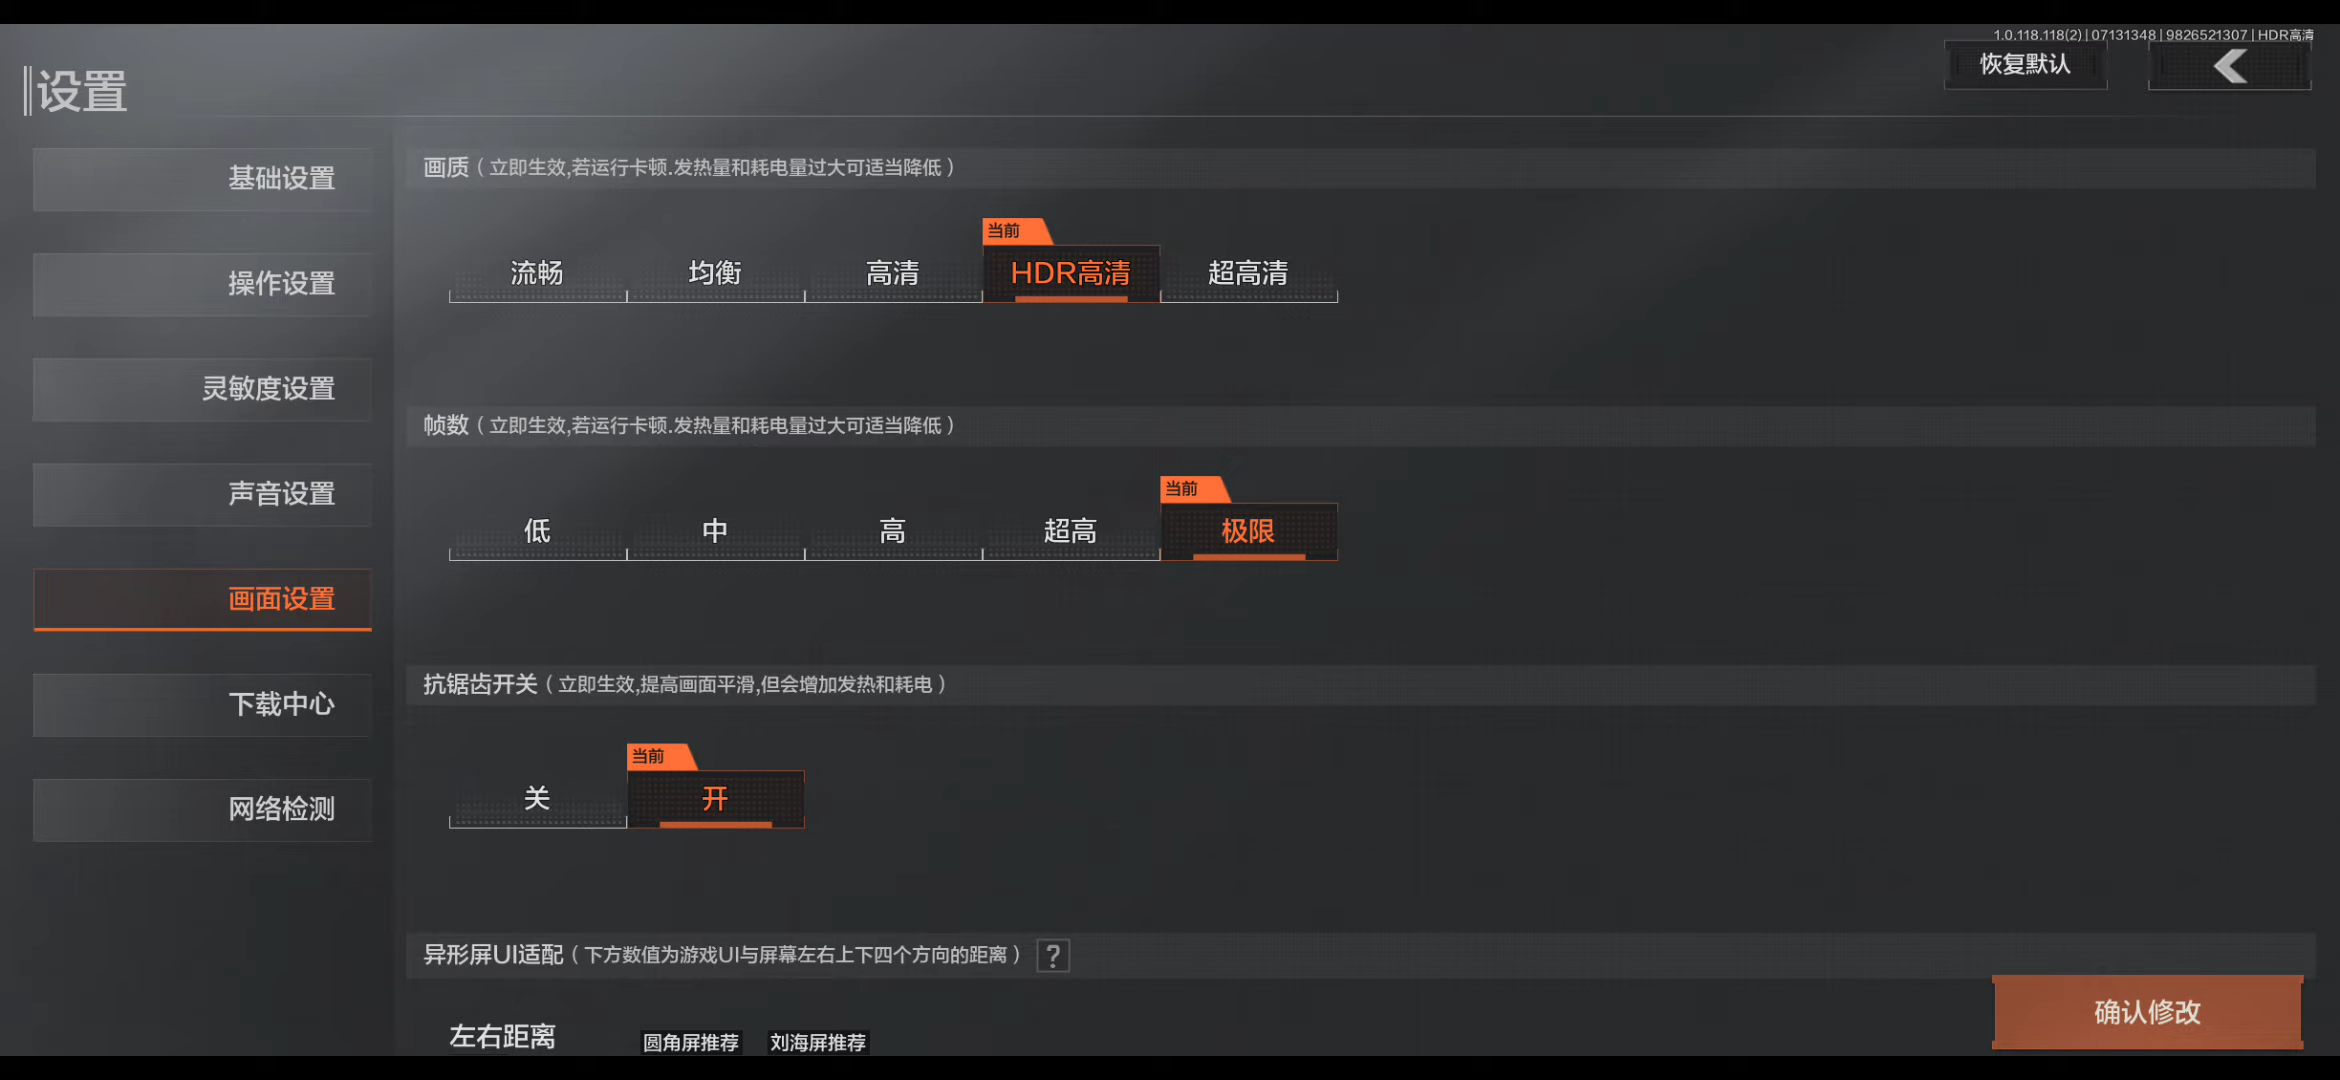 1.0.118.118(2) | 07131348 | 9826521307 | HDR高清
设置
恢复默认
基础设置
操作设置
灵敏度设置
声音设置
画面设置
下载中心
网络检测
画质（立即生效,若运行卡顿.发热量和耗电量过大可适当降低）
当前
流畅 均衡 高清 HDR高清 超高清
帧数（立即生效,若运行卡顿.发热量和耗电量过大可适当降低）
当前
低 中 高 超高 极限
抗锯齿开关（立即生效,提高画面平滑,但会增加发热和耗电）
当前
关 开
异形屏UI适配（下方数值为游戏UI与屏幕左右上下四个方向的距离） ?
左右距离 圆角屏推荐 刘海屏推荐
确认修改